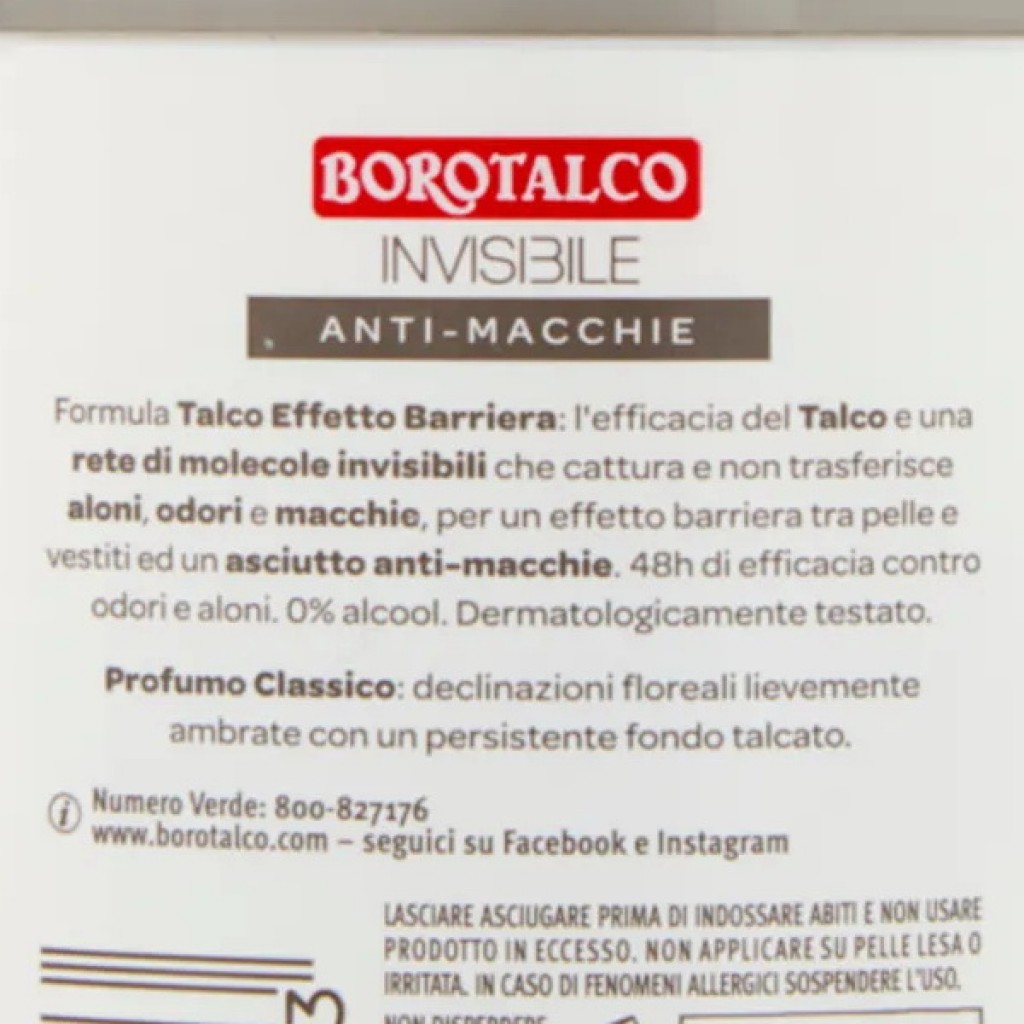 BOROTALCO
INVISIBILE
ANTI-MACCHIE
Formula Talco Effetto Barriera: l'efficacia del Talco e una
rete di molecole invisibili che cattura e non trasferisce
aloni, odori e macchie, per un effetto barriera tra pelle e
vestiti ed un asciutto anti-macchie. 48h di efficacia contro
odori e aloni. 0% alcool. Dermatologicamente testato.
Profumo Classico: declinazioni floreali lievemente
ambrate con un persistente fondo talcato.
i Numero Verde: 800-827176
www.borotalco.com – seguici su Facebook e Instagram
LASCIARE ASCIUGARE PRIMA DI INDOSSARE ABITI E NON USARE
PRODOTTO IN ECCESSO. NON APPLICARE SU PELLE LESA O
IRRITATA. IN CASO DI FENOMENI ALLERGICI SOSPENDERE L'USO.
NON DISPERDERE